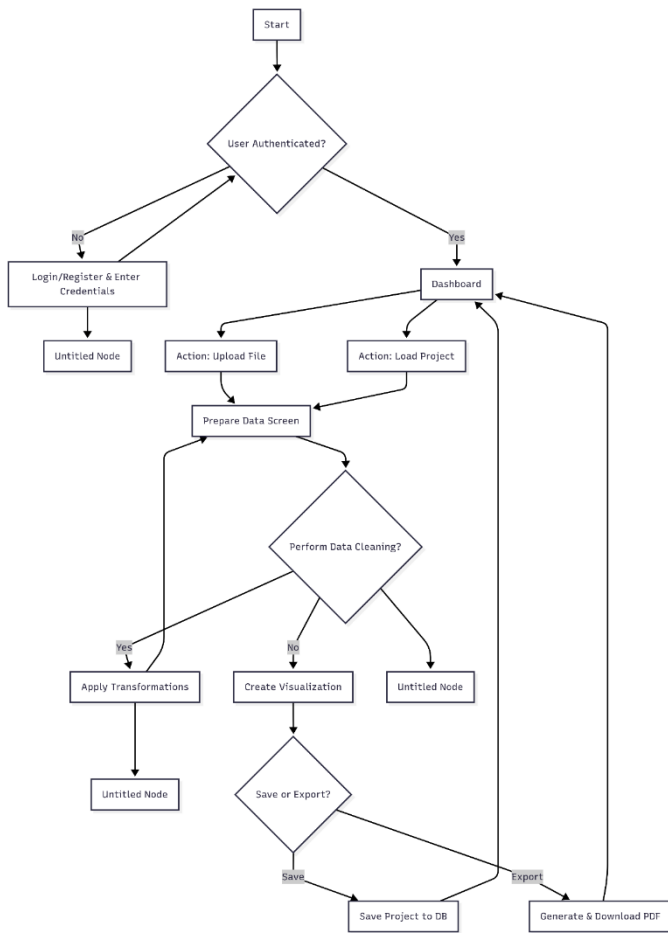 Start
User Authenticated?
No
Yes
Login/Register & Enter
Credentials
Dashboard
Untitled Node
Action: Upload File
Action: Load Project
Prepare Data Screen
Perform Data Cleaning?
Yes
No
Apply Transformations
Create Visualization
Untitled Node
Untitled Node
Save or Export?
Save
Export
Save Project to DB
Generate & Download PDF